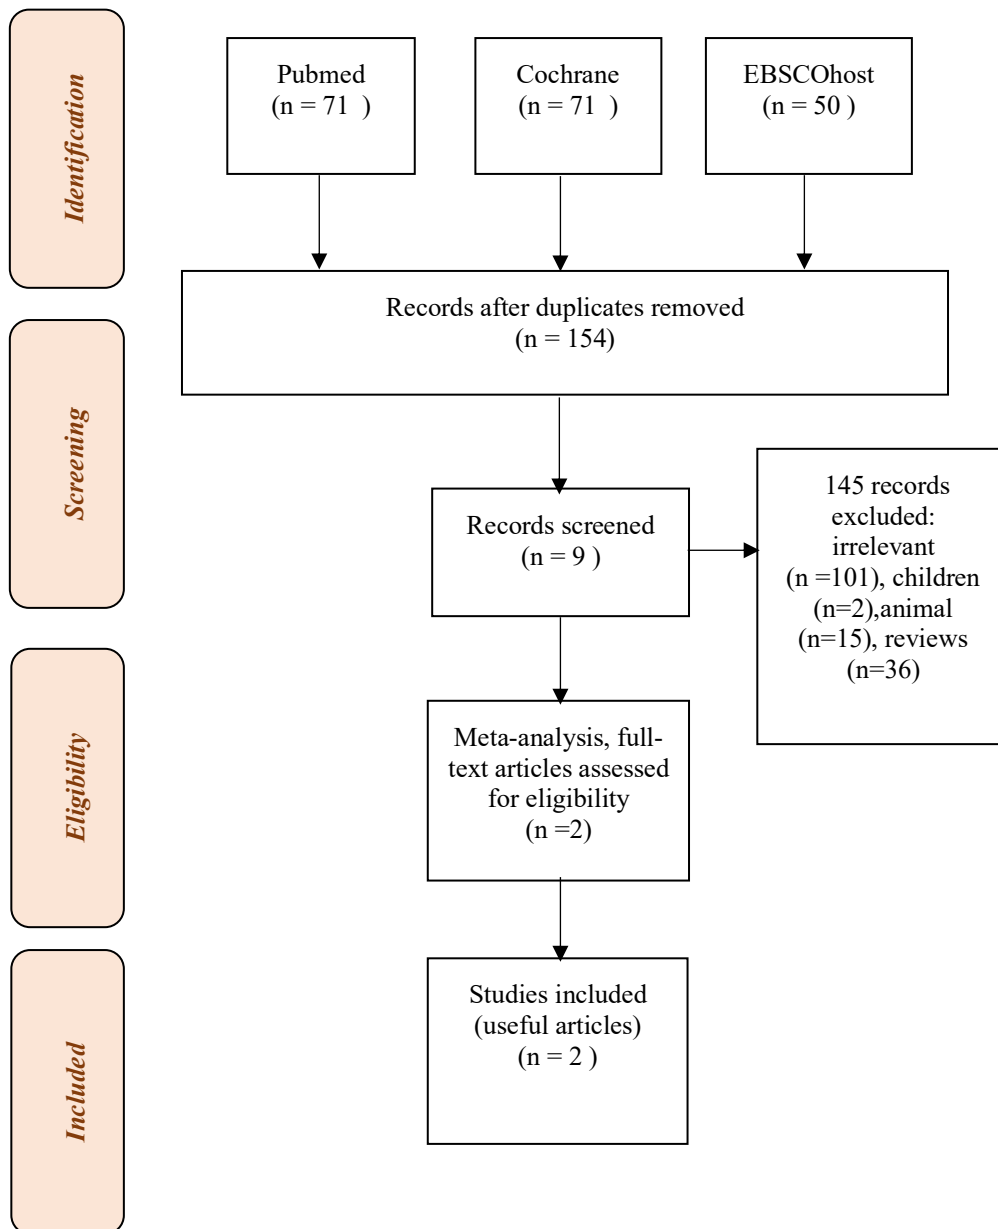 Identification
Pubmed
(n = 71 )
Cochrane
(n = 71 )
EBSCOhost
(n = 50 )
Records after duplicates removed
(n = 154)
Screening
Records screened
(n = 9 )
145 records
excluded:
irrelevant
(n =101), children
(n=2),animal
(n=15), reviews
(n=36)
Eligibility
Meta-analysis, full-
text articles assessed
for eligibility
(n =2)
Included
Studies included
(useful articles)
(n = 2 )